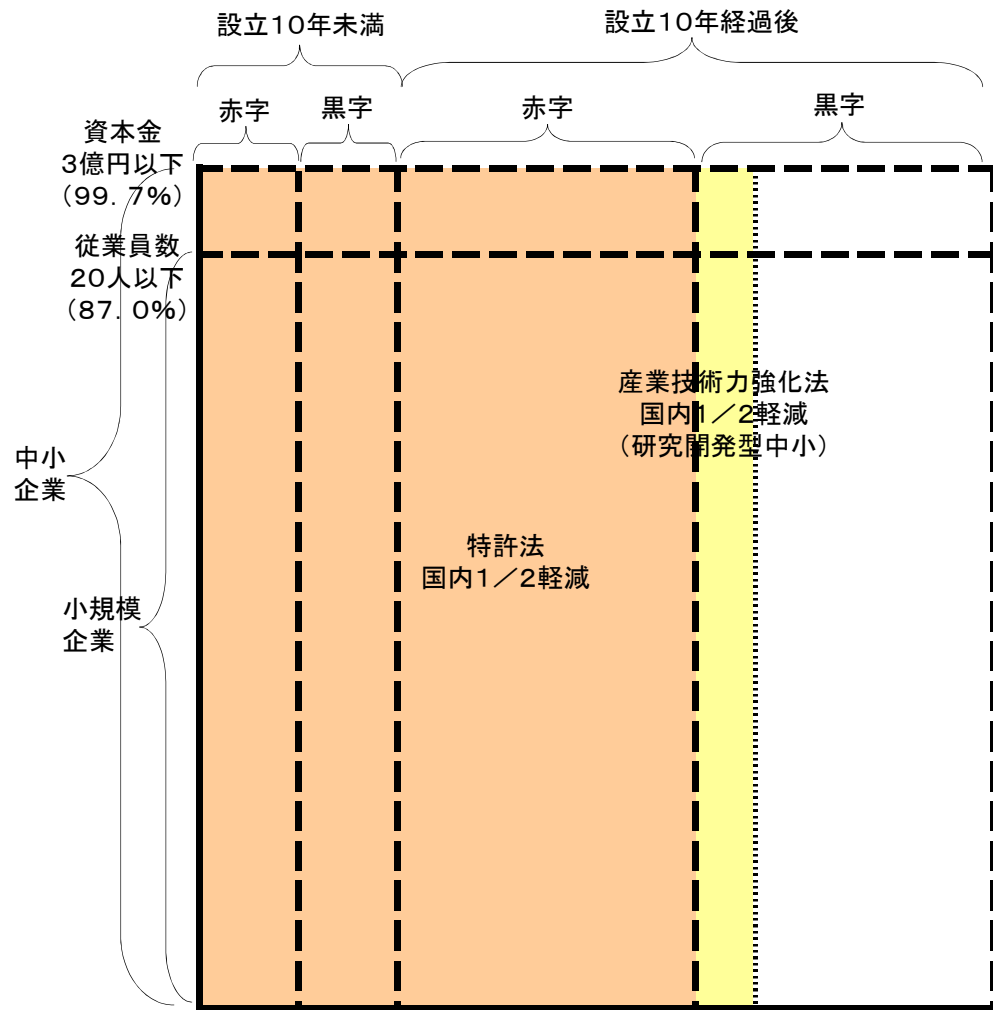 設立10年未満
設立10年経過後
赤字
黒字
赤字
黒字
資本金
3億円以下
(99.7%)
従業員数
20人以下
(87.0%)
産業技術力強化法
国内1/2軽減
(研究開発型中小)
中小
企業
特許法
国内1/2軽減
小規模
企業